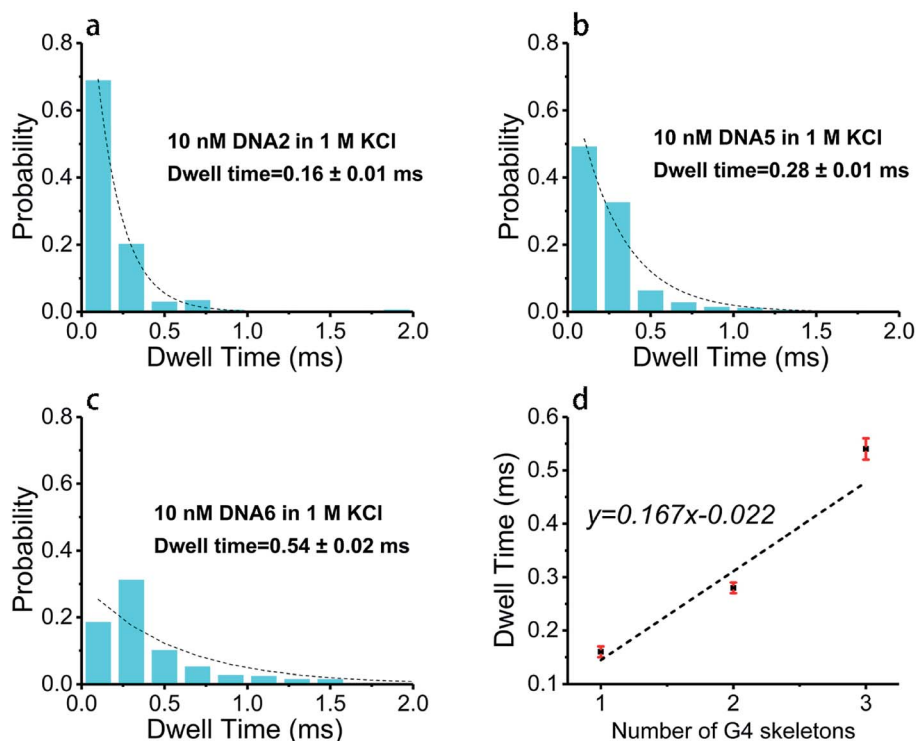 a
0.8
0.6
0.4
0.2
0.0
Probability
10 nM DNA2 in 1 M KCl
Dwell time=0.16 ± 0.01 ms
0.0 0.5 1.0 1.5 2.0
Dwell Time (ms)
b
0.8
0.6
0.4
0.2
0.0
Probability
10 nM DNA5 in 1 M KCl
Dwell time=0.28 ± 0.01 ms
0.0 0.5 1.0 1.5 2.0
Dwell Time (ms)
c
0.8
0.6
0.4
0.2
0.0
Probability
10 nM DNA6 in 1 M KCl
Dwell time=0.54 ± 0.02 ms
0.0 0.5 1.0 1.5 2.0
Dwell Time (ms)
d
0.6
0.5
0.4
0.3
0.2
0.1
Dwell Time (ms)
y=0.167x-0.022
1 2 3
Number of G4 skeletons